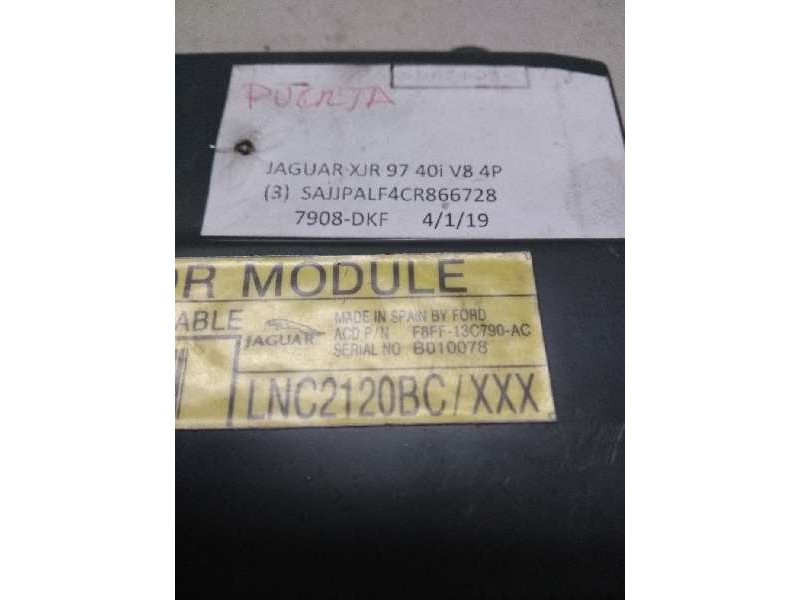 PUERTA
JAGUAR XJR 97 40i V8 4P
(3) SAJJPALF4CR866728
7908-DKF 4/1/19
OR MODULE
ABLE
JAGUAR
MADE IN SPAIN BY FORD
ACD P/N F8FF-13C790-AC
SERIAL NO B010078
LNC2120BC/XXX